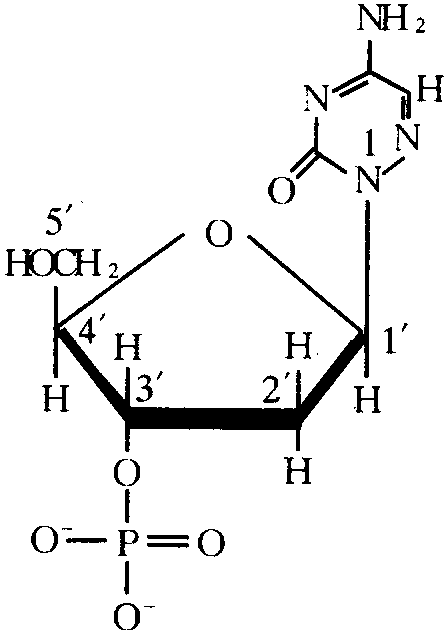 NH₂
N H
N
1
O N
5′
O
HOCH₂
4′ H H 1′
3′ 2′
H H
H
O
O⁻ P O
O⁻